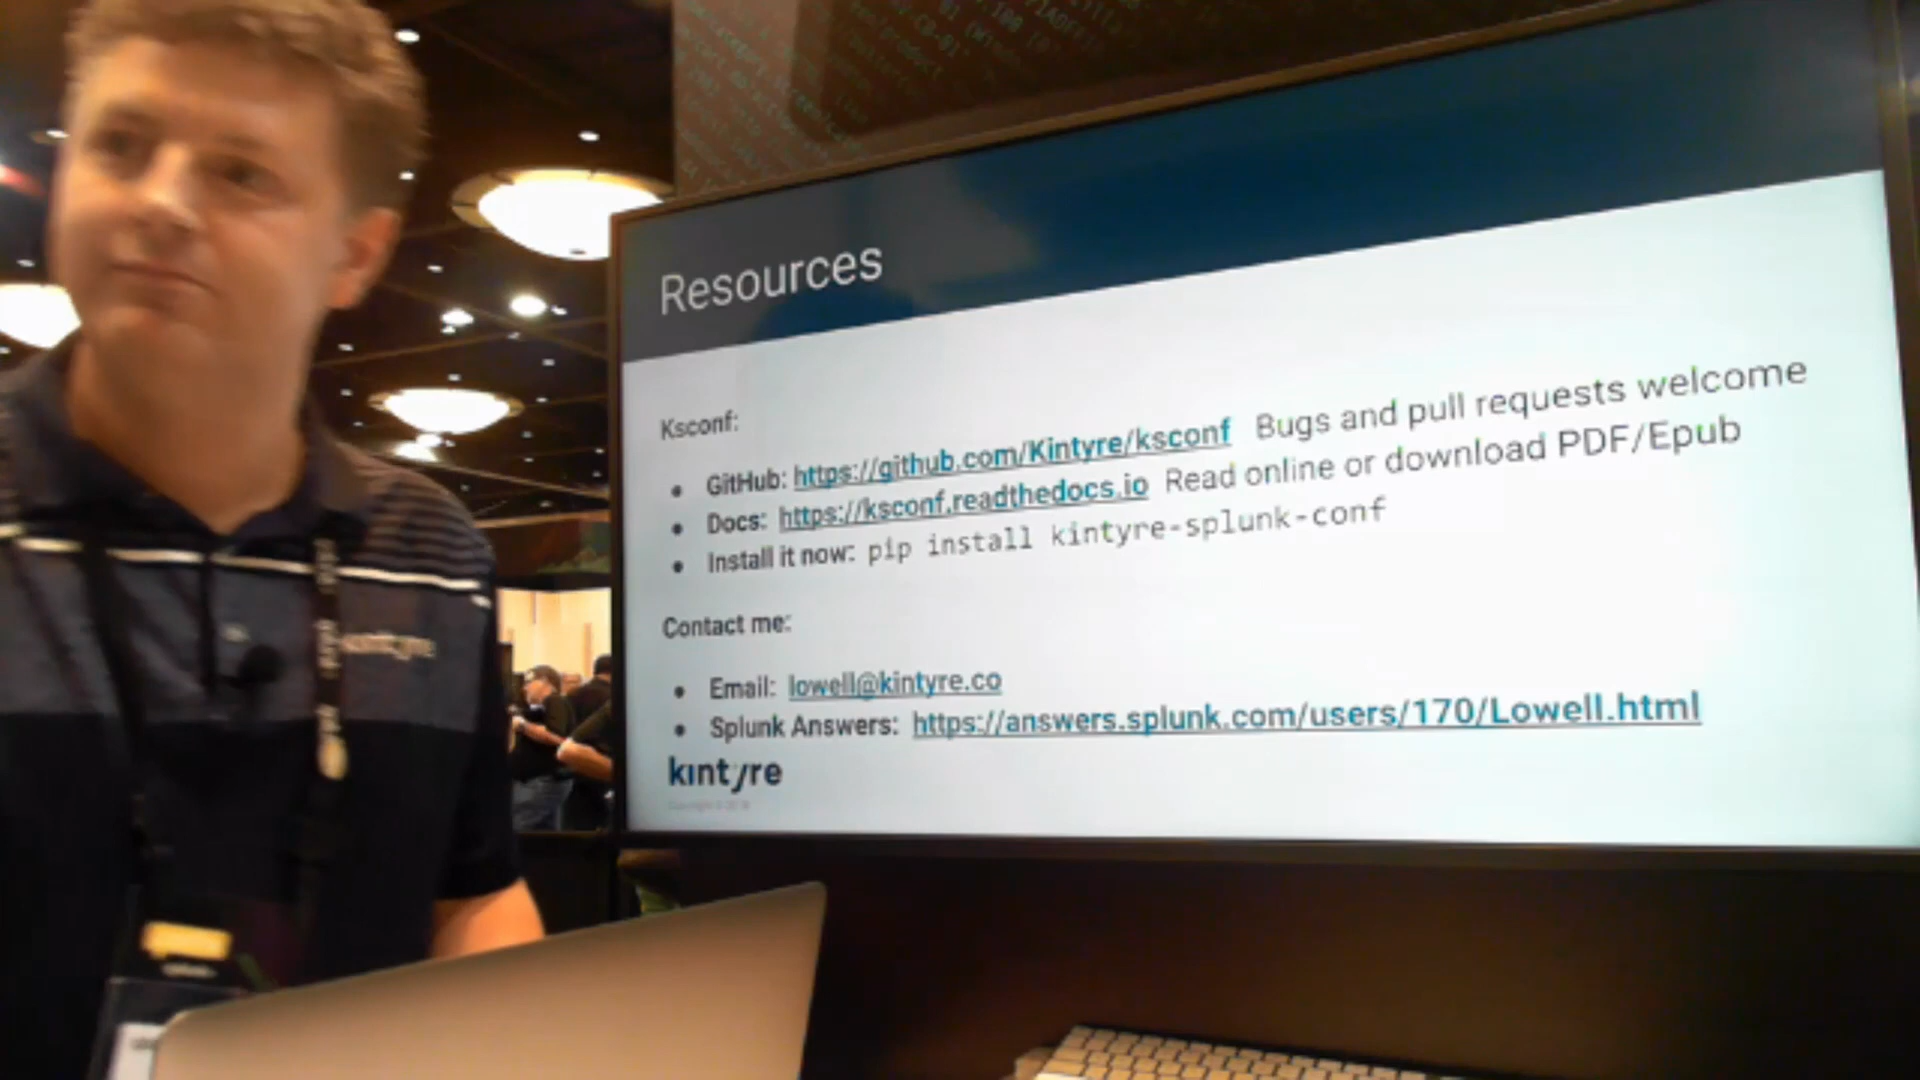 Resources
Ksconf:
GitHub: https://github.com/Kintyre/ksconf Bugs and pull requests welcome
Docs: https://ksconf.readthedocs.io Read online or download PDF/Epub
Install it now: pip install kintyre-splunk-conf
Contact me:
Email: lowell@kintyre.co
Splunk Answers: https://answers.splunk.com/users/170/Lowell.html
kintyre
kintyre